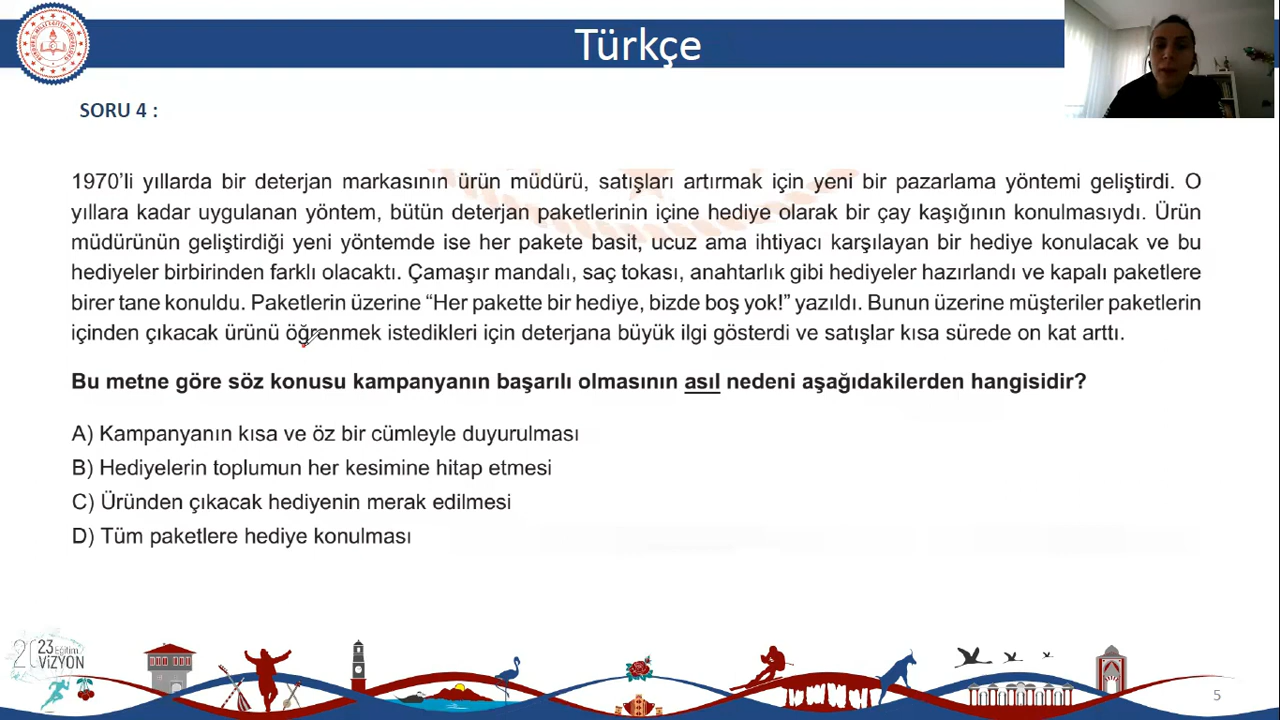 Türkçe
SORU 4 :
1970’li yıllarda bir deterjan markasının ürün müdürü, satışları artırmak için yeni bir pazarlama yöntemi geliştirdi. O
yıllara kadar uygulanan yöntem, bütün deterjan paketlerinin içine hediye olarak bir çay kaşığının konulmasıydı. Ürün
müdürünün geliştirdiği yeni yöntemde ise her pakete basit, ucuz ama ihtiyacı karşılayan bir hediye konulacak ve bu
hediyeler birbirinden farklı olacaktı. Çamaşır mandalı, saç tokası, anahtarlık gibi hediyeler hazırlandı ve kapalı paketlere
birer tane konuldu. Paketlerin üzerine “Her pakette bir hediye, bizde boş yok!” yazıldı. Bunun üzerine müşteriler paketlerin
içinden çıkacak ürünü öğrenmek istedikleri için deterjana büyük ilgi gösterdi ve satışlar kısa sürede on kat arttı.
Bu metne göre söz konusu kampanyanın başarılı olmasının asıl nedeni aşağıdakilerden hangisidir?
A) Kampanyanın kısa ve öz bir cümleyle duyurulması
B) Hediyelerin toplumun her kesimine hitap etmesi
C) Üründen çıkacak hediyenin merak edilmesi
D) Tüm paketlere hediye konulması
2023 Eğitim
VİZYON
5